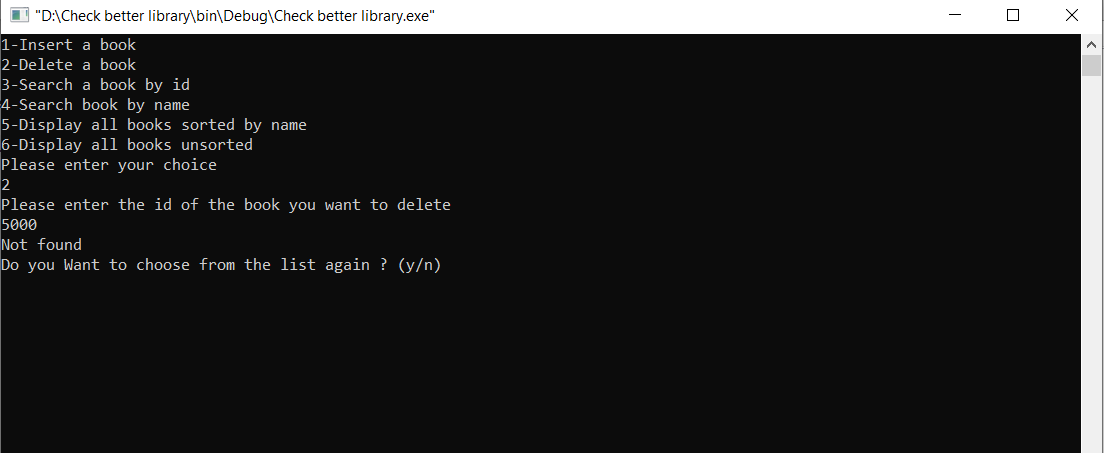 "D:\Check better library\bin\Debug\Check better library.exe"
1-Insert a book
2-Delete a book
3-Search a book by id
4-Search book by name
5-Display all books sorted by name
6-Display all books unsorted
Please enter your choice
2
Please enter the id of the book you want to delete
5000
Not found
Do you Want to choose from the list again ? (y/n)